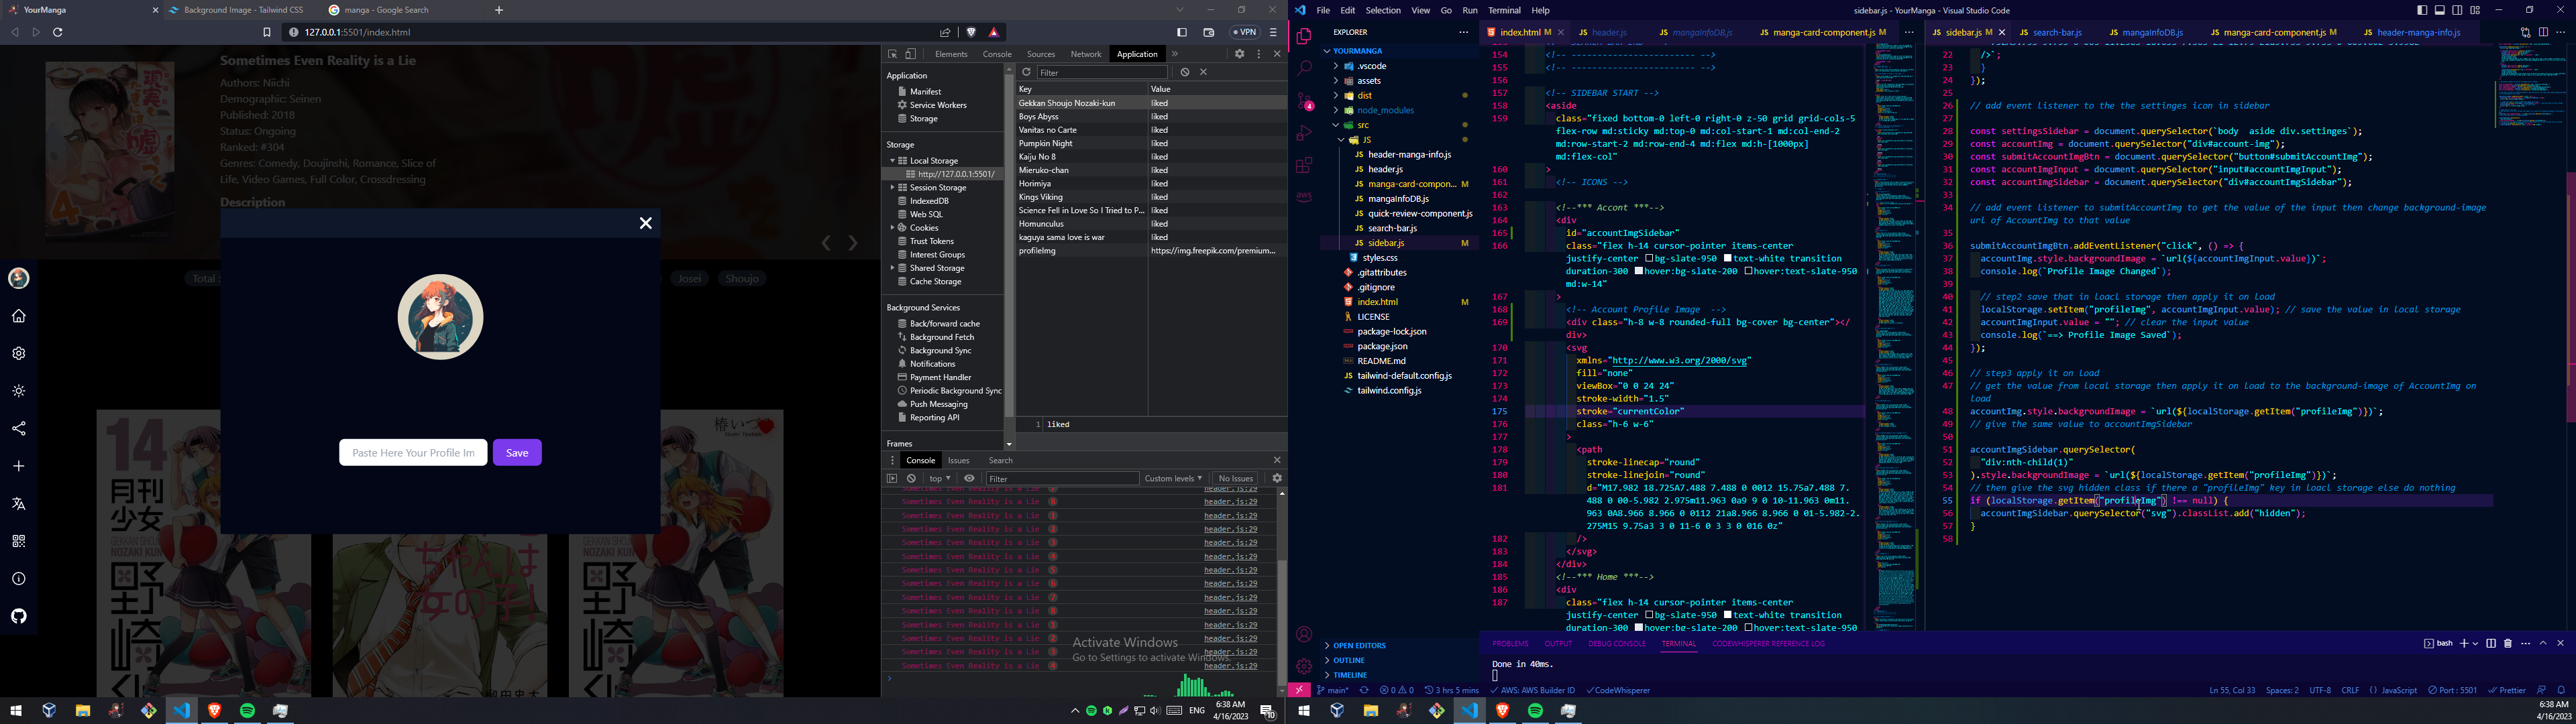 YourManga
Background Image - Tailwind CSS
manga - Google Search
127.0.0.1:5501/index.html
VPN
Sometimes Even Reality is a Lie
Authors: Niichi
Demographic: Seinen
Published: 2018
Status: Ongoing
Ranked: #304
Genres: Comedy, Doujinshi, Romance, Slice of
Life, Video Games, Full Color, Crossdressing
Description
Total :
Josei
Shoujo
Paste Here Your Profile Im
Save
Elements
Console
Sources
Network
Application
Application
Manifest
Service Workers
Storage
Storage
Local Storage
http://127.0.0.1:5501/
Session Storage
IndexedDB
Web SQL
Cookies
Trust Tokens
Interest Groups
Shared Storage
Cache Storage
Background Services
Back/forward cache
Background Fetch
Background Sync
Notifications
Payment Handler
Periodic Background Sync
Push Messaging
Reporting API
Frames
Filter
Key Value
Gekkan Shoujo Nozaki-kun liked
Boys Abyss liked
Vanitas no Carte liked
Pumpkin Night liked
Kaiju No 8 liked
Mieruko-chan liked
Horimiya liked
Kings Viking liked
Science Fell in Love So I Tried to P... liked
Homunculus liked
kaguya sama love is war liked
profileImg https://img.freepik.com/premium...
1 liked
Console
Issues
Search
top
Filter
Custom levels
No Issues
Sometimes Even Reality is a Lie header.js:29
Sometimes Even Reality is a Lie header.js:29
Sometimes Even Reality is a Lie header.js:29
Sometimes Even Reality is a Lie header.js:29
Sometimes Even Reality is a Lie header.js:29
Sometimes Even Reality is a Lie header.js:29
Sometimes Even Reality is a Lie header.js:29
Sometimes Even Reality is a Lie header.js:29
Sometimes Even Reality is a Lie header.js:29
Sometimes Even Reality is a Lie header.js:29
Sometimes Even Reality is a Lie header.js:29
Sometimes Even Reality is a Lie header.js:29
Sometimes Even Reality is a Lie header.js:29
Sometimes Even Reality is a Lie header.js:29
Activate Windows
Go to Settings to activate Windows.
ENG
6:38 AM
4/16/2023
File Edit Selection View Go Run Terminal Help
sidebar.js - YourManga - Visual Studio Code
EXPLORER
YOURMANGA
.vscode
assets
dist
node_modules
src
JS
header-manga-info.js
header.js
manga-card-compon... M
mangaInfoDB.js
quick-review-component.js
search-bar.js
sidebar.js M
styles.css
.gitattributes
.gitignore
index.html M
LICENSE
package-lock.json
package.json
README.md
tailwind-default.config.js
tailwind.config.js
OPEN EDITORS
OUTLINE
TIMELINE
index.html M
header.js
mangaInfoDB.js
manga-card-component.js M
154 <!-- ----------------------- -->
155 <!-- ----------------------- -->
156
157 <!-- SIDEBAR START -->
158 <aside
159 class="fixed bottom-0 left-0 right-0 z-50 grid grid-cols-5
flex-row md:sticky md:top-0 md:col-start-1 md:col-end-2
md:row-start-2 md:row-end-4 md:flex md:h-[1000px]
md:flex-col"
160 >
161 <!-- ICONS -->
162
163 <!--*** Accont ***-->
164 <div
165 id="accountImgSidebar"
166 class="flex h-14 cursor-pointer items-center
justify-center bg-slate-950 text-white transition
duration-300 hover:bg-slate-200 hover:text-slate-950
md:w-14"
167 >
168 <!-- Account Profile Image -->
169 <div class="h-8 w-8 rounded-full bg-cover bg-center"></
div>
170 <svg
171 xmlns="http://www.w3.org/2000/svg"
172 fill="none"
173 viewBox="0 0 24 24"
174 stroke-width="1.5"
175 stroke="currentColor"
176 class="h-6 w-6"
177 >
178 <path
179 stroke-linecap="round"
180 stroke-linejoin="round"
181 d="M17.982 18.725A7.488 7.488 0 0012 15.75a7.488 7.
488 0 00-5.982 2.975m11.963 0a9 9 0 10-11.963 0m11.
963 0A8.966 8.966 0 0112 21a8.966 8.966 0 01-5.982-2.
275M15 9.75a3 3 0 11-6 0 3 3 0 016 0z"
182 />
183 </svg>
184 </div>
185 <!--*** Home ***-->
186 <div
187 class="flex h-14 cursor-pointer items-center
justify-center bg-slate-950 text-white transition
duration-300 hover:bg-slate-200 hover:text-slate-950
sidebar.js M
search-bar.js
mangaInfoDB.js
manga-card-component.js M
header-manga-info.js
22 />`;
23 }
24 });
25
26 // add event listener to the the settinges icon in sidebar
27
28 const settingsSidebar = document.querySelector(`body aside div.settinges`);
29 const accountImg = document.querySelector("div#account-img");
30 const submitAccountImgBtn = document.querySelector("button#submitAccountImg");
31 const accountImgInput = document.querySelector("input#accountImgInput");
32 const accountImgSidebar = document.querySelector("div#accountImgSidebar");
33
34 // add event listener to submitAccountImg to get the value of the input then change background-image
url of AccountImg to that value
35
36 submitAccountImgBtn.addEventListener("click", () => {
37 accountImg.style.backgroundImage = `url(${accountImgInput.value})`;
38 console.log(`Profile Image Changed`);
39
40 // step2 save that in loacl storage then apply it on load
41 localStorage.setItem("profileImg", accountImgInput.value); // save the value in local storage
42 accountImgInput.value = ""; // clear the input value
43 console.log(`==> Profile Image Saved`);
44 });
45
46 // step3 apply it on load
47 // get the value from local storage then apply it on load to the background-image of AccountImg on
load
48 accountImg.style.backgroundImage = `url(${localStorage.getItem("profileImg")})`;
49 // give the same value to accountImgSidebar
50
51 accountImgSidebar.querySelector(
52 "div:nth-child(1)"
53 ).style.backgroundImage = `url(${localStorage.getItem("profileImg")})`;
54 // then give the svg hidden class if there a "profileImg" key in loacl storage else do nothing
55 if (localStorage.getItem("profileImg") !== null) {
56 accountImgSidebar.querySelector("svg").classList.add("hidden");
57 }
58
PROBLEMS OUTPUT DEBUG CONSOLE TERMINAL CODEWHISPERER REFERENCE LOG
bash
Done in 40ms.
main*
0 0
3 hrs 5 mins
AWS: AWS Builder ID
CodeWhisperer
Ln 55, Col 33
Spaces: 2
UTF-8
CRLF
JavaScript
Port : 5501
Prettier
6:38 AM
4/16/2023